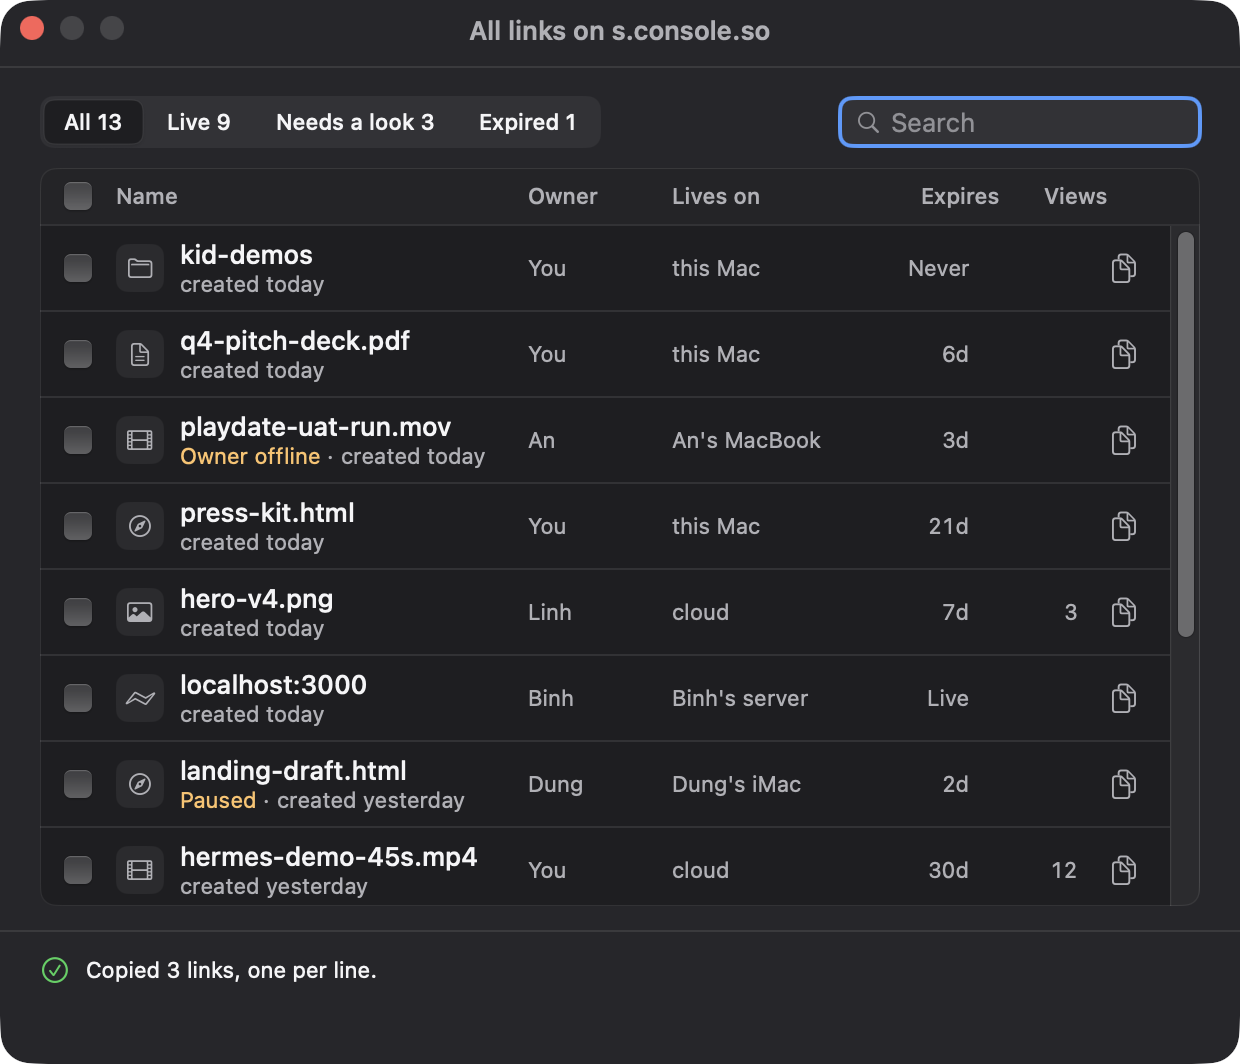 All links on s.console.so
All 13 Live 9 Needs a look 3 Expired 1
Search
Name Owner Lives on Expires Views
kid-demos
created today
You this Mac Never
q4-pitch-deck.pdf
created today
You this Mac 6d
playdate-uat-run.mov
Owner offline · created today
An An's MacBook 3d
press-kit.html
created today
You this Mac 21d
hero-v4.png
created today
Linh cloud 7d 3
localhost:3000
created today
Binh Binh's server Live
landing-draft.html
Paused · created yesterday
Dung Dung's iMac 2d
hermes-demo-45s.mp4
created yesterday
You cloud 30d 12
Copied 3 links, one per line.